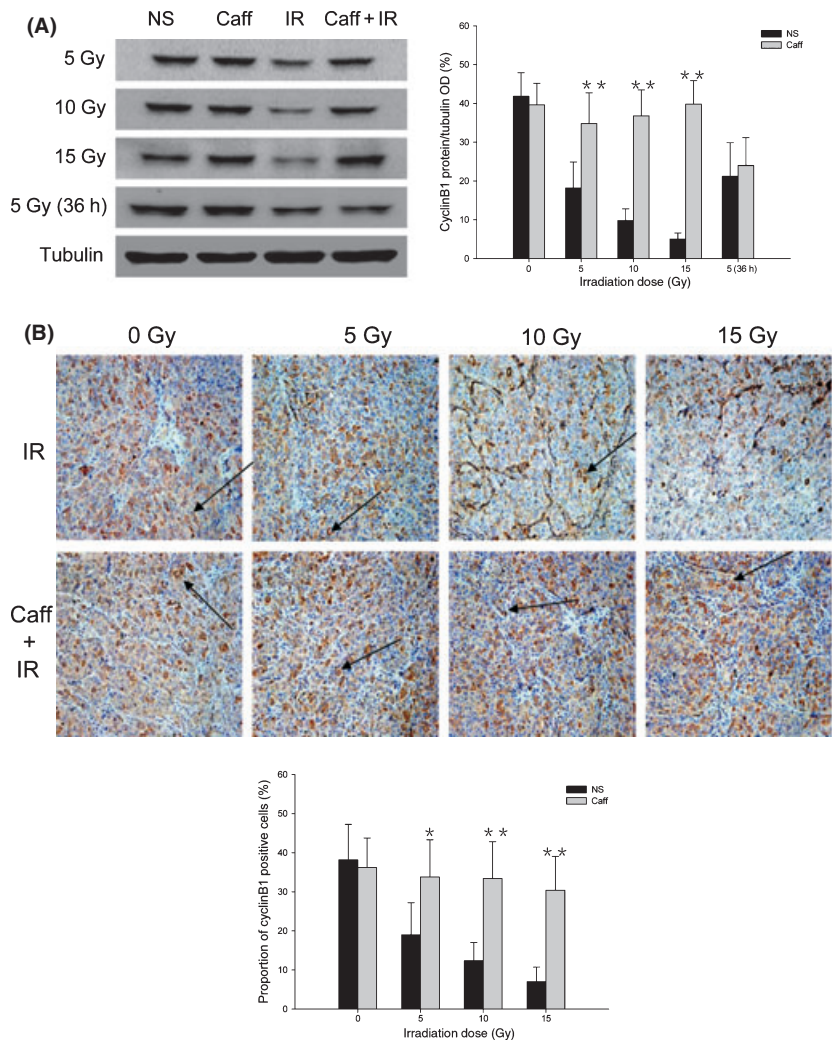 (A)
NS Caff IR Caff + IR
5 Gy
10 Gy
15 Gy
5 Gy (36 h)
Tubulin
CyclinB1 protein/tubulin OD (%)
60
50
40
30
20
10
0
NS
Caff
* *
* *
* *
0 5 10 15 5 (36 h)
Irradiation dose (Gy)
(B)
0 Gy 5 Gy 10 Gy 15 Gy
IR
Caff
+
IR
Proportion of cyclinB1 positive cells (%)
60
50
40
30
20
10
0
NS
Caff
*
* *
* *
0 5 10 15
Irradiation dose (Gy)